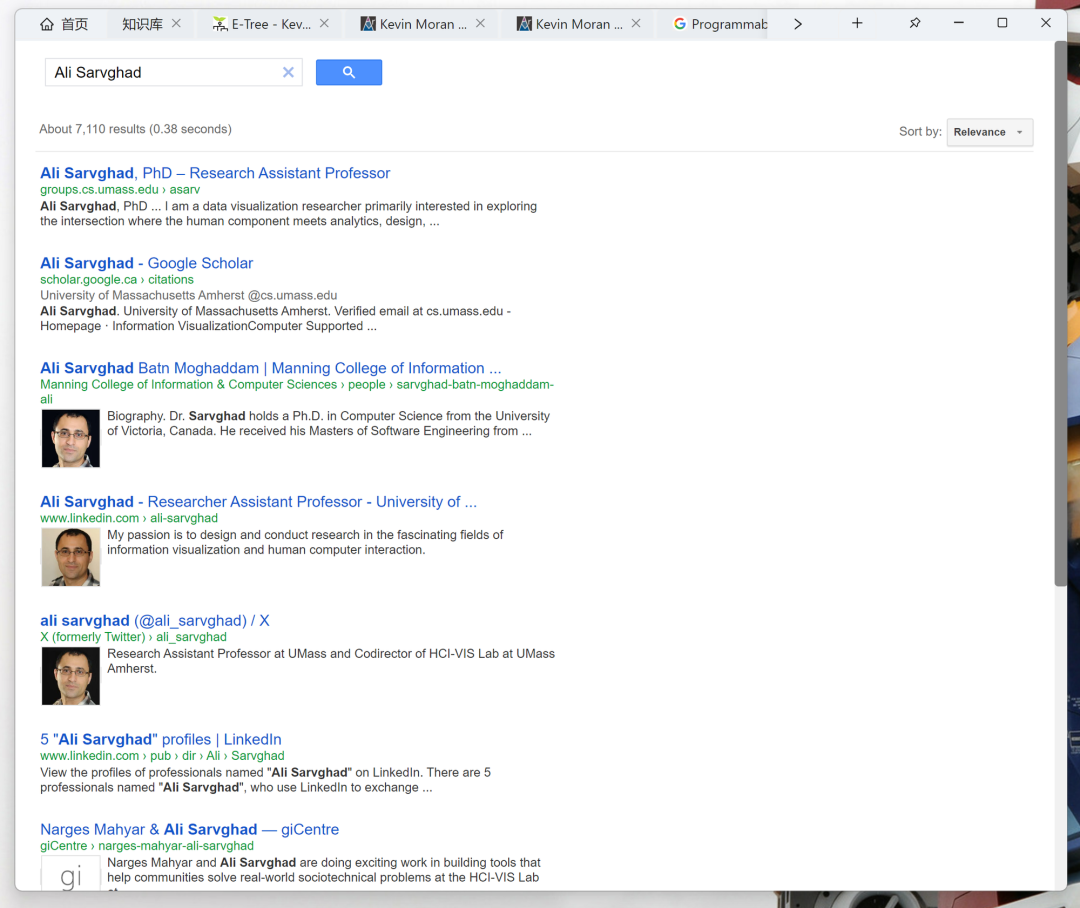 首页 知识库 E-Tree - Kev... Kevin Moran ... Kevin Moran ... Programmab
Ali Sarvghad
About 7,110 results (0.38 seconds)
Sort by: Relevance
Ali Sarvghad, PhD – Research Assistant Professor
groups.cs.umass.edu › asarv
Ali Sarvghad, PhD ... I am a data visualization researcher primarily interested in exploring
the intersection where the human component meets analytics, design, ...
Ali Sarvghad - Google Scholar
scholar.google.ca › citations
University of Massachusetts Amherst @cs.umass.edu
Ali Sarvghad. University of Massachusetts Amherst. Verified email at cs.umass.edu -
Homepage · Information VisualizationComputer Supported ...
Ali Sarvghad Batn Moghaddam | Manning College of Information ...
Manning College of Information & Computer Sciences › people › sarvghad-batn-moghaddam-
ali
Biography. Dr. Sarvghad holds a Ph.D. in Computer Science from the University
of Victoria, Canada. He received his Masters of Software Engineering from ...
Ali Sarvghad - Researcher Assistant Professor - University of ...
www.linkedin.com › ali-sarvghad
My passion is to design and conduct research in the fascinating fields of
information visualization and human computer interaction.
ali sarvghad (@ali_sarvghad) / X
X (formerly Twitter) › ali_sarvghad
Research Assistant Professor at UMass and Codirector of HCI-VIS Lab at UMass
Amherst.
5 "Ali Sarvghad" profiles | LinkedIn
www.linkedin.com › pub › dir › Ali › Sarvghad
View the profiles of professionals named "Ali Sarvghad" on LinkedIn. There are 5
professionals named "Ali Sarvghad", who use LinkedIn to exchange ...
Narges Mahyar & Ali Sarvghad — giCentre
giCentre › narges-mahyar-ali-sarvghad
gi
Narges Mahyar and Ali Sarvghad are doing exciting work in building tools that
help communities solve real-world sociotechnical problems at the HCI-VIS Lab